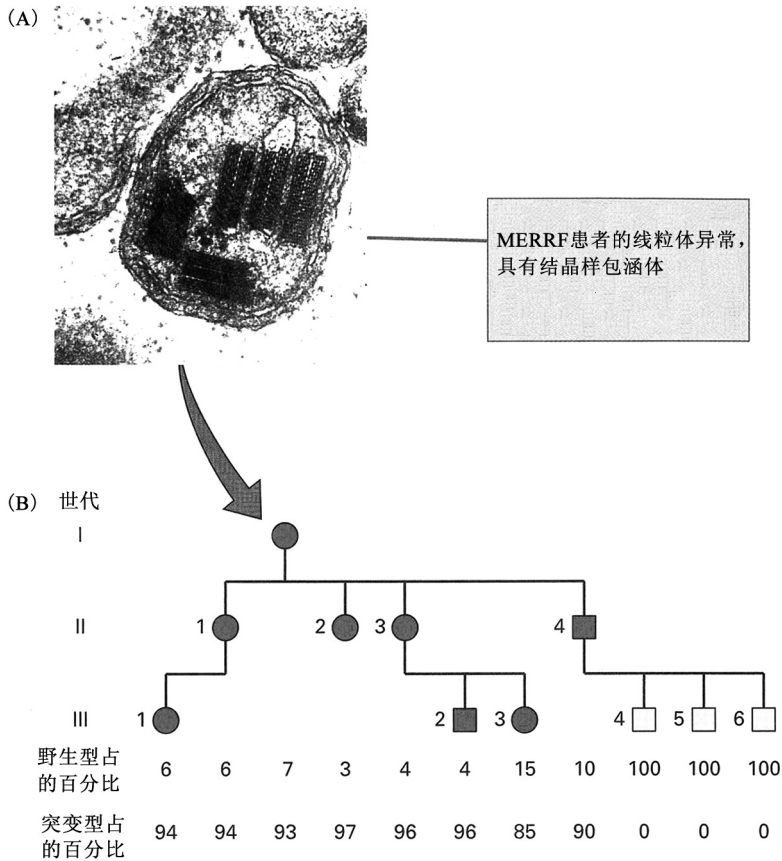 (A)
MERRF患者的线粒体异常，
具有结晶样包涵体
(B) 世代
I
II 1 2 3 4
III 1 2 3 4 5 6
野生型占
的百分比 6 6 7 3 4 4 15 10 100 100 100
突变型占
的百分比 94 94 93 97 96 96 85 90 0 0 0